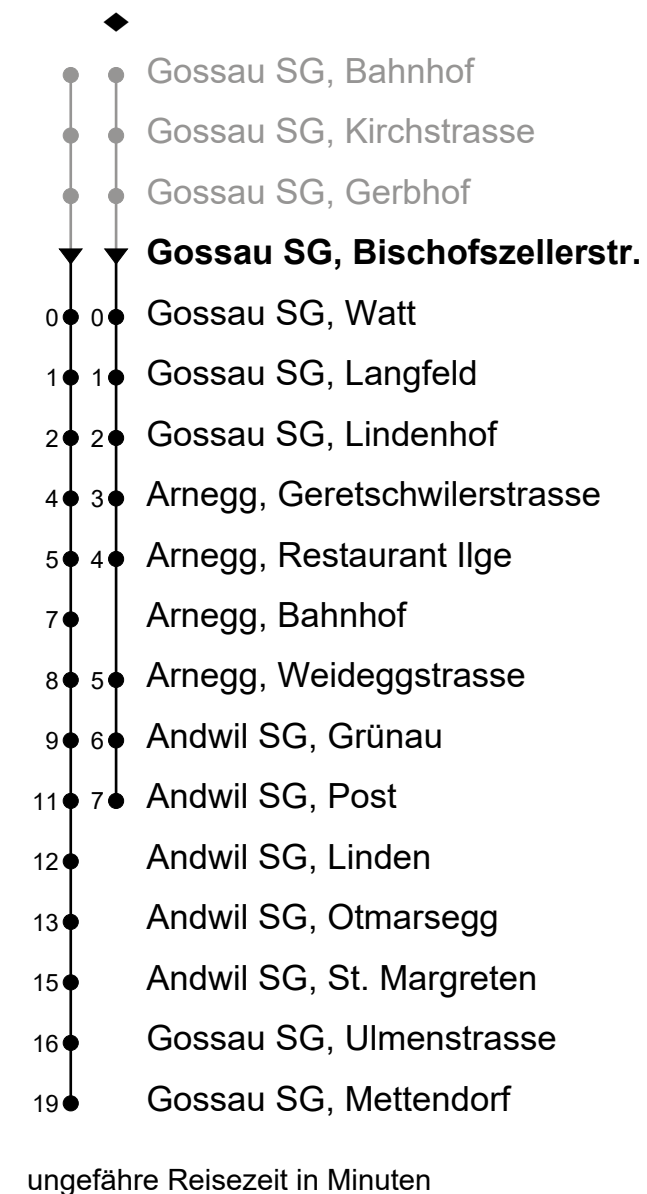 Gossau SG, Bahnhof
Gossau SG, Kirchstrasse
Gossau SG, Gerbhof
Gossau SG, Bischofszellerstr.
0 0 Gossau SG, Watt
1 1 Gossau SG, Langfeld
2 2 Gossau SG, Lindenhof
4 3 Arnegg, Geretschwilerstrasse
5 4 Arnegg, Restaurant Ilge
7 Arnegg, Bahnhof
8 5 Arnegg, Weideggstrasse
9 6 Andwil SG, Grünau
11 7 Andwil SG, Post
12 Andwil SG, Linden
13 Andwil SG, Otmarsegg
15 Andwil SG, St. Margreten
16 Gossau SG, Ulmenstrasse
19 Gossau SG, Mettendorf
ungefähre Reisezeit in Minuten